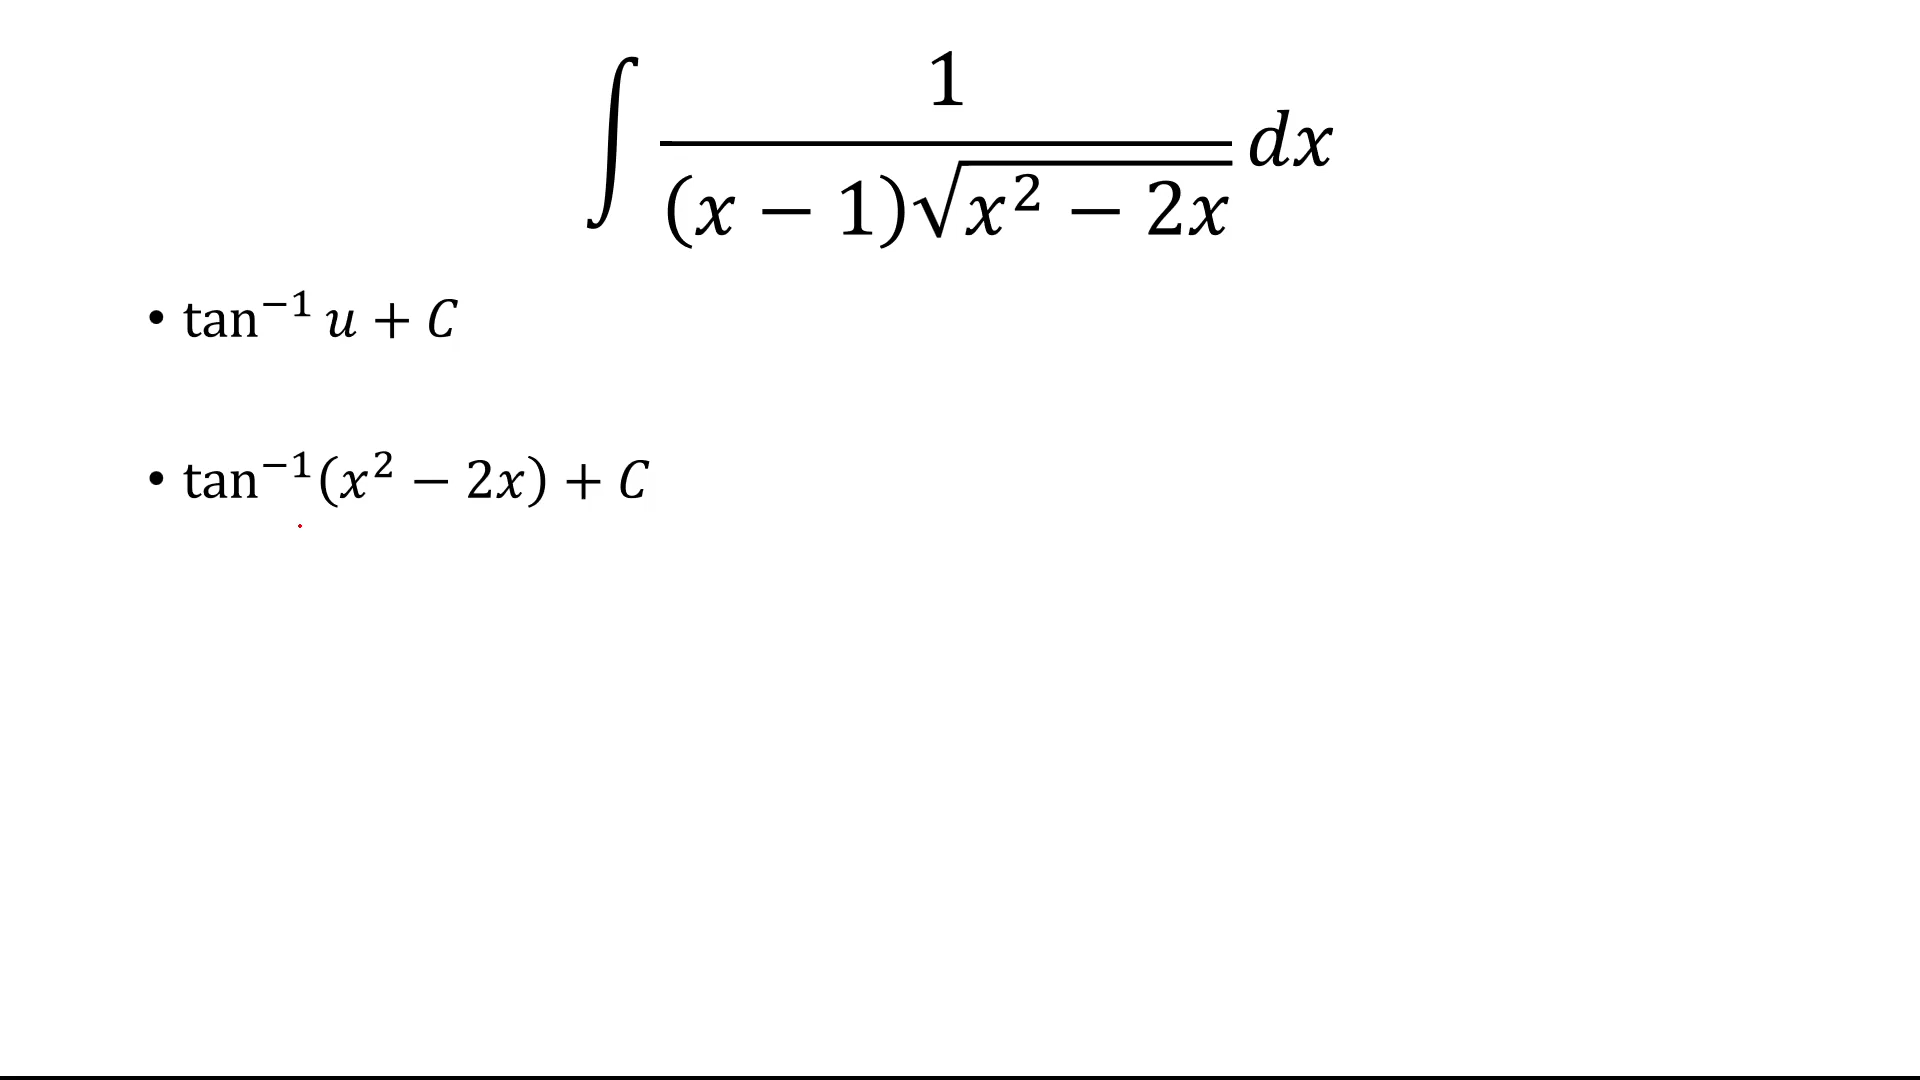 ∫ 1/((x − 1)√(x² − 2x)) dx
• tan⁻¹ u + C
• tan⁻¹(x² − 2x) + C